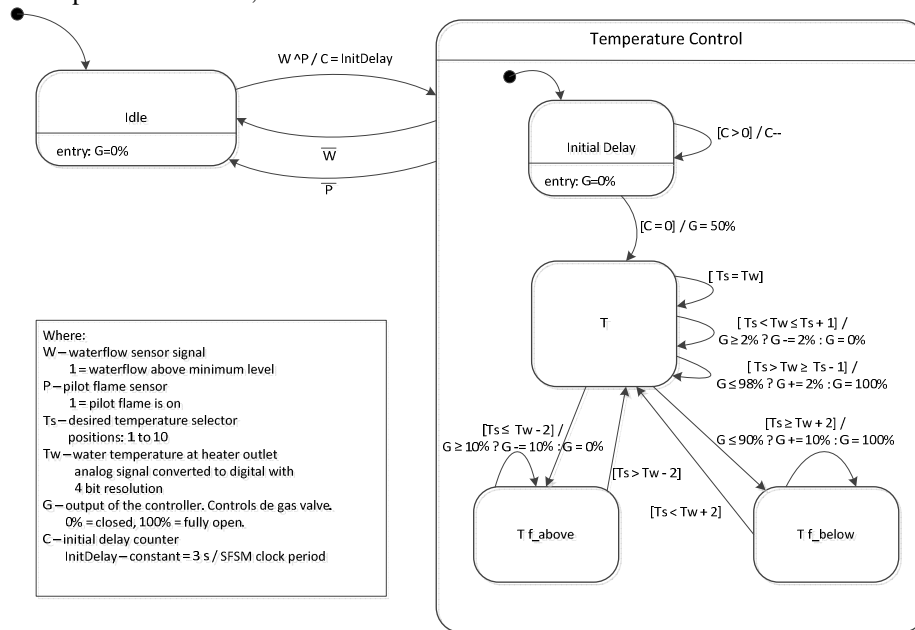 Temperature Control
W ^P / C = InitDelay
Idle
entry: G=0%
W
P
[C > 0] / C--
Initial Delay
entry: G=0%
[C = 0] / G = 50%
[ Ts = Tw]
T
[ Ts < Tw ≤ Ts + 1] /
G ≥ 2% ? G -= 2% : G = 0%
[ Ts > Tw ≥ Ts - 1] /
G ≤ 98% ? G += 2% : G = 100%
[Ts ≤ Tw - 2] /
G ≥ 10% ? G -= 10% : G = 0%
[Ts ≥ Tw + 2] /
G ≤ 90% ? G += 10% : G = 100%
[Ts > Tw - 2]
[Ts < Tw + 2]
T f_above
T f_below
Where:
W – waterflow sensor signal
1 = waterflow above minimum level
P – pilot flame sensor
1 = pilot flame is on
Ts – desired temperature selector
positions: 1 to 10
Tw – water temperature at heater outlet
analog signal converted to digital with
4 bit resolution
G – output of the controller. Controls de gas valve.
0% = closed, 100% = fully open.
C – initial delay counter
InitDelay – constant = 3 s / SFSM clock period